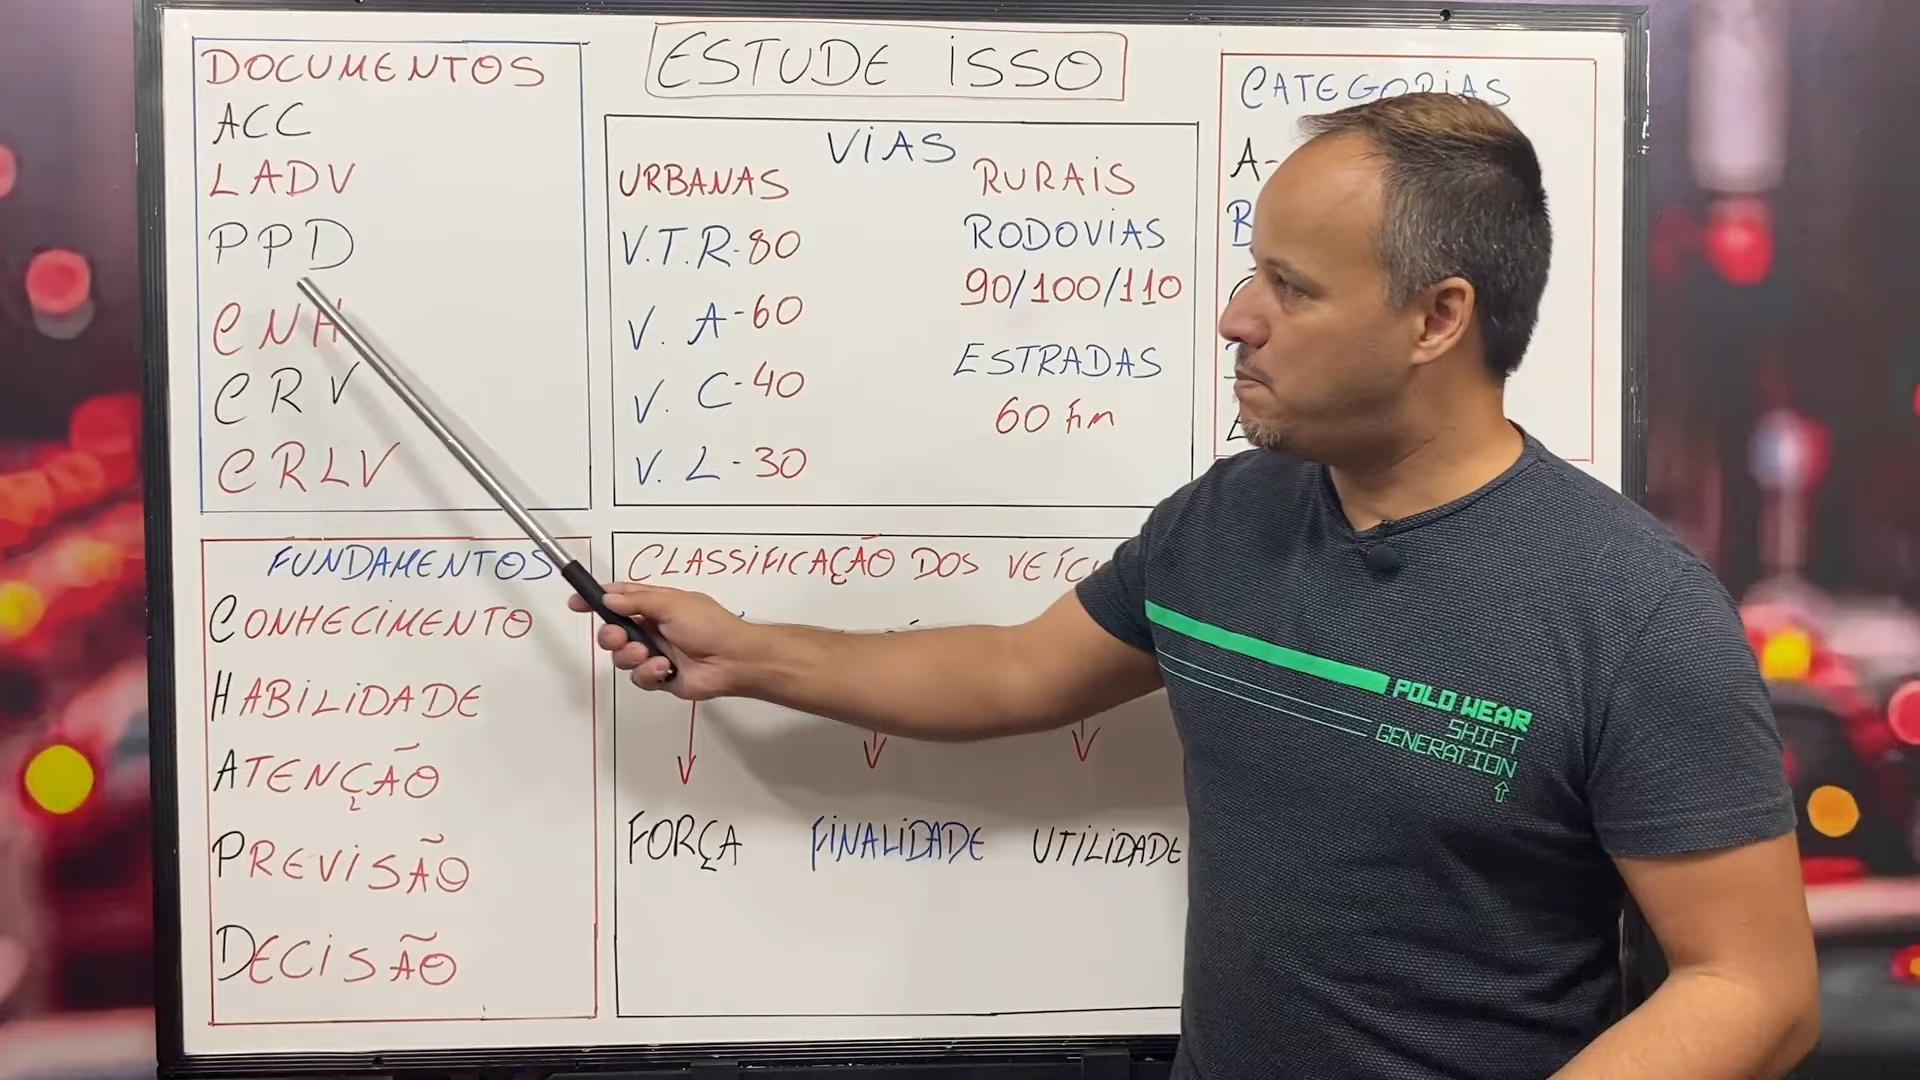 ESTUDE ISSO
DOCUMENTOS
ACC
LADV
PPD
CNH
CRV
CRLV
VIAS
URBANAS
V.T.R-80
V. A-60
V. C-40
V. L-30
RURAIS
RODOVIAS
90/100/110
ESTRADAS
60 Km
CATEGORIAS
A-
B
FUNDAMENTOS
CONHECIMENTO
HABILIDADE
ATENÇÃO
PREVISÃO
DECISÃO
CLASSIFICAÇÃO DOS
FORÇA
FINALIDADE
UTILIDADE
POLO WEAR
SHIFT
GENERATION